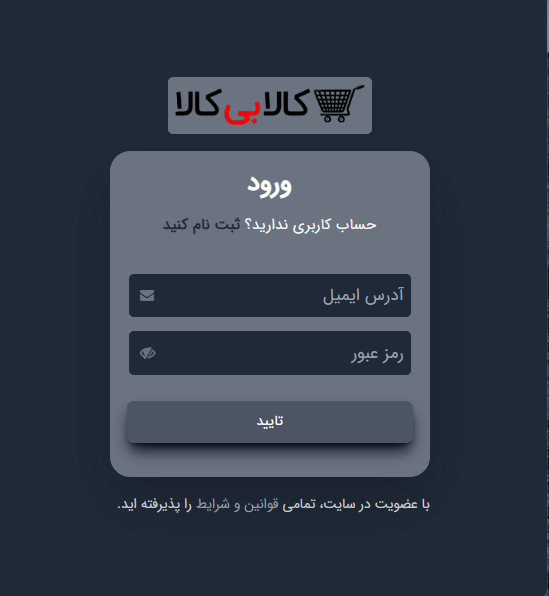 کالابی‌کالا
ورود
حساب کاربری ندارید؟ ثبت نام کنید
آدرس ایمیل
رمز عبور
تایید
با عضویت در سایت، تمامی قوانین و شرایط را پذیرفته اید.